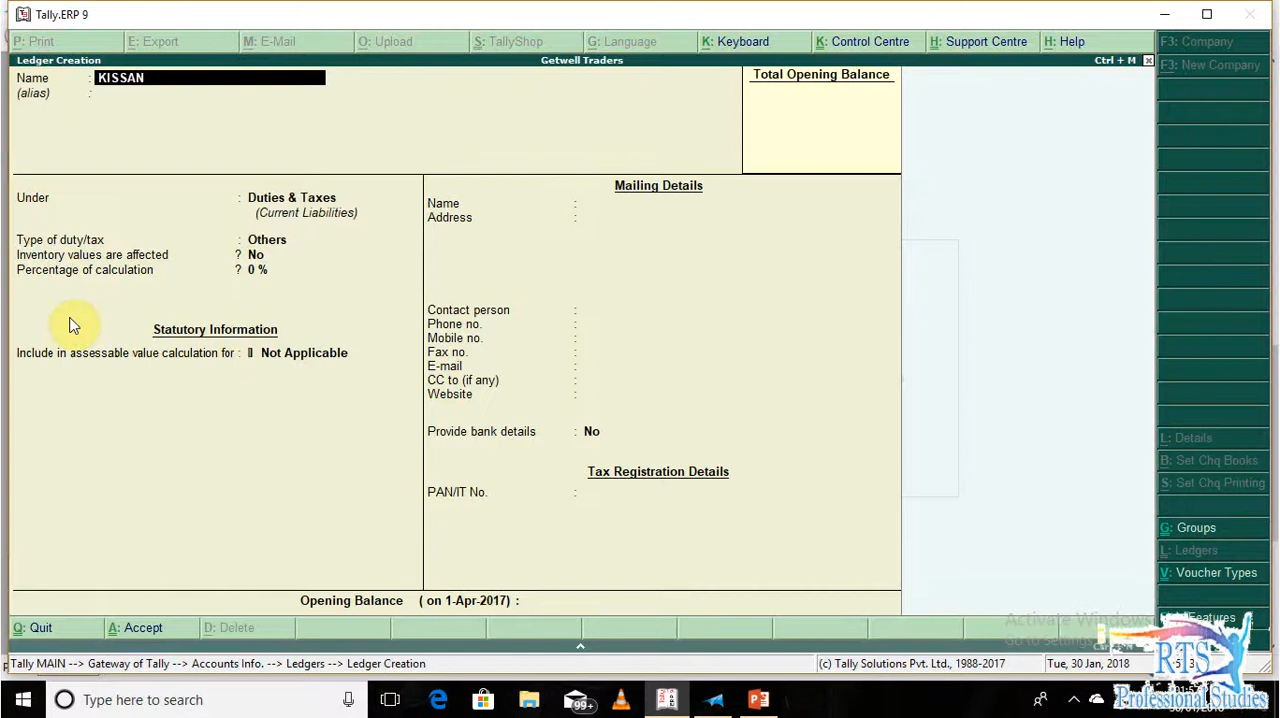 Tally.ERP 9
P: Print E: Export M: E-Mail O: Upload S: TallyShop G: Language K: Keyboard K: Control Centre H: Support Centre H: Help
F3: Company
F3: New Company
Ledger Creation Getwell Traders Ctrl + M
Name : KISSAN
(alias) :
Total Opening Balance
Under : Duties & Taxes
(Current Liabilities)
Type of duty/tax : Others
Inventory values are affected ? No
Percentage of calculation ? 0 %
Statutory Information
Include in assessable value calculation for : Not Applicable
Mailing Details
Name :
Address :
Contact person :
Phone no. :
Mobile no. :
Fax no. :
E-mail :
CC to (if any) :
Website :
Provide bank details : No
Tax Registration Details
PAN/IT No. :
Opening Balance ( on 1-Apr-2017) :
L: Details
B: Set Chq Books
S: Set Chq Printing
G: Groups
L: Ledgers
V: Voucher Types
Features
Activate Windows
Go to Settings
Q: Quit A: Accept D: Delete
Tally MAIN --> Gateway of Tally --> Accounts Info. --> Ledgers --> Ledger Creation (c) Tally Solutions Pvt. Ltd., 1988-2017 Tue, 30 Jan, 2018
RTS
Professional Studies
Type here to search
99+